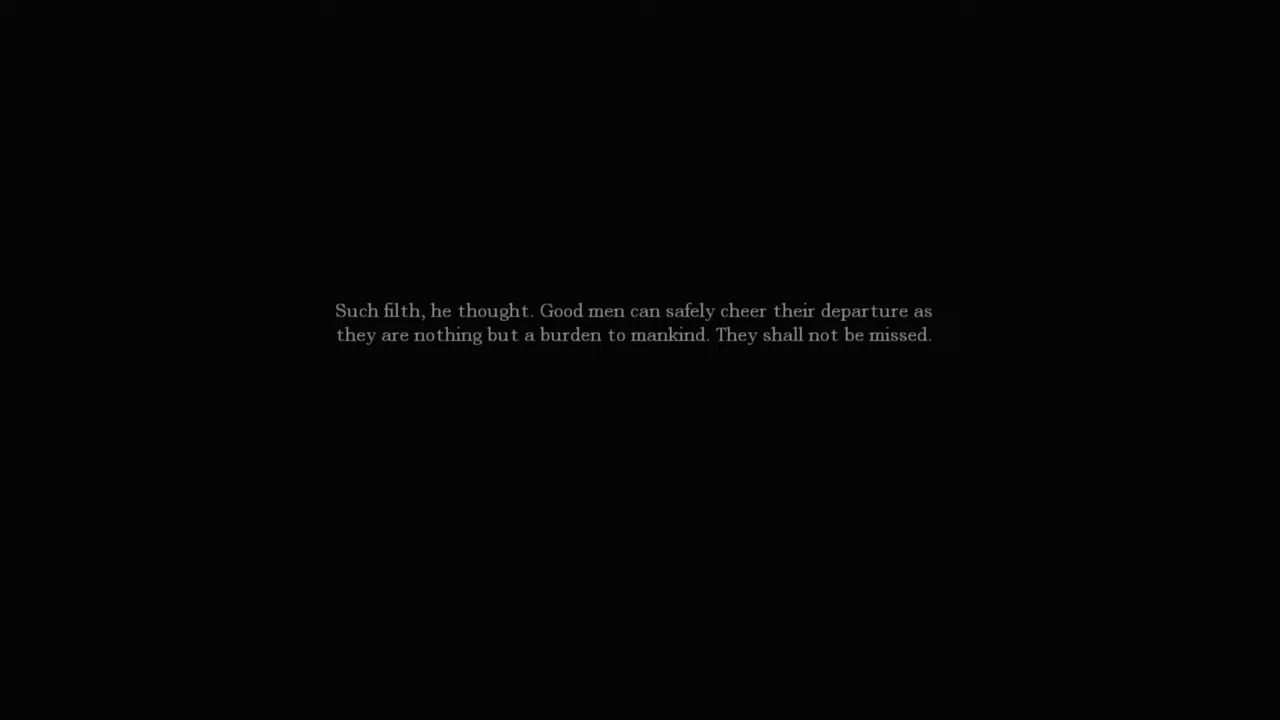 Such filth, he thought. Good men can safely cheer their departure as
they are nothing but a burden to mankind. They shall not be missed.